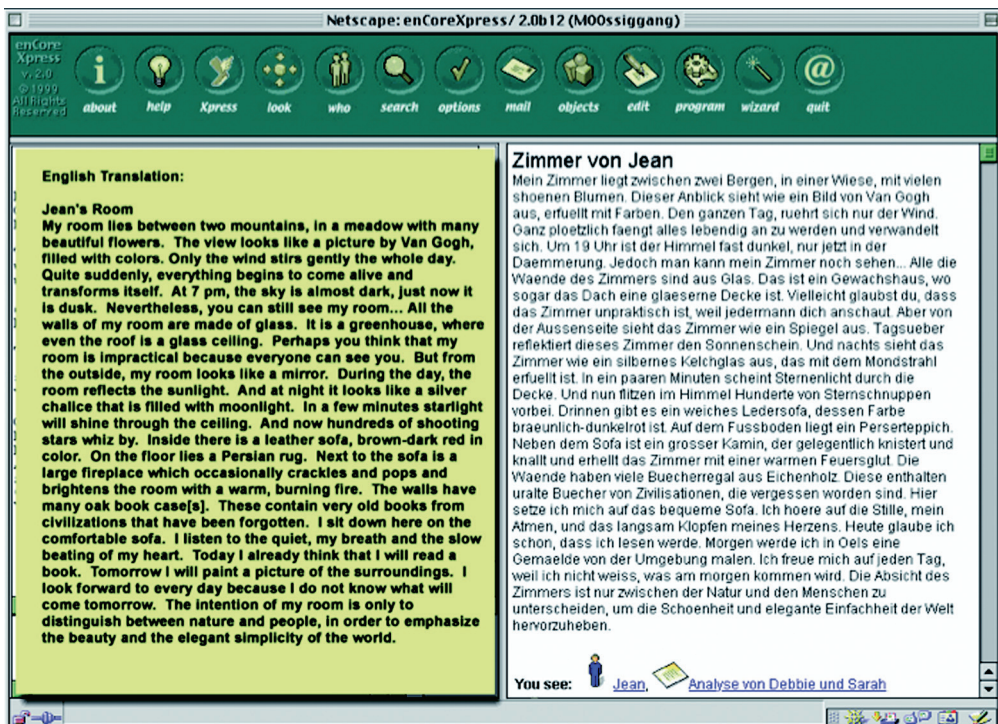 Netscape: enCoreXpress/ 2.0b12 (M00ssiggang)
enCore
Xpress
v. 2.0
© 1999
All Rights
Reserved
about help Xpress look who search options mail objects edit program wizard quit
English Translation:
Jean's Room
My room lies between two mountains, in a meadow with many
beautiful flowers. The view looks like a picture by Van Gogh,
filled with colors. Only the wind stirs gently the whole day.
Quite suddenly, everything begins to come alive and
transforms itself. At 7 pm, the sky is almost dark, just now it
is dusk. Nevertheless, you can still see my room... All the
walls of my room are made of glass. It is a greenhouse, where
even the roof is a glass ceiling. Perhaps you think that my
room is impractical because everyone can see you. But from
the outside, my room looks like a mirror. During the day, the
room reflects the sunlight. And at night it looks like a silver
chalice that is filled with moonlight. In a few minutes starlight
will shine through the ceiling. And now hundreds of shooting
stars whiz by. Inside there is a leather sofa, brown-dark red in
color. On the floor lies a Persian rug. Next to the sofa is a
large fireplace which occasionally crackles and pops and
brightens the room with a warm, burning fire. The walls have
many oak book case[s]. These contain very old books from
civilizations that have been forgotten. I sit down here on the
comfortable sofa. I listen to the quiet, my breath and the slow
beating of my heart. Today I already think that I will read a
book. Tomorrow I will paint a picture of the surroundings. I
look forward to every day because I do not know what will
come tomorrow. The intention of my room is only to
distinguish between nature and people, in order to emphasize
the beauty and the elegant simplicity of the world.
Zimmer von Jean
Mein Zimmer liegt zwischen zwei Bergen, in einer Wiese, mit vielen
shoenen Blumen. Dieser Anblick sieht wie ein Bild von Van Gogh
aus, erfuellt mit Farben. Den ganzen Tag, ruehrt sich nur der Wind.
Ganz ploetzlich faengt alles lebendig an zu werden und verwandelt
sich. Um 19 Uhr ist der Himmel fast dunkel, nur jetzt in der
Daemmerung. Jedoch man kann mein Zimmer noch sehen... Alle die
Waende des Zimmers sind aus Glas. Das ist ein Gewachshaus, wo
sogar das Dach eine glaeserne Decke ist. Vielleicht glaubst du, dass
das Zimmer unpraktisch ist, weil jedermann dich anschaut. Aber von
der Aussenseite sieht das Zimmer wie ein Spiegel aus. Tagsueber
reflektiert dieses Zimmer den Sonnenschein. Und nachts sieht das
Zimmer wie ein silbernes Kelchglas aus, das mit dem Mondstrahl
erfuellt ist. In ein paaren Minuten scheint Sternenlicht durch die
Decke. Und nun flitzen im Himmel Hunderte von Sternschnuppen
vorbei. Drinnen gibt es ein weiches Ledersofa, dessen Farbe
braeunlich-dunkelrot ist. Auf dem Fussboden liegt ein Perserteppich.
Neben dem Sofa ist ein grosser Kamin, der gelegentlich knistert und
knallt und erhellt das Zimmer mit einer warmen Feuersglut. Die
Waende haben viele Buecherregal aus Eichenholz. Diese enthalten
uralte Buecher von Zivilisationen, die vergessen worden sind. Hier
setze ich mich auf das bequeme Sofa. Ich hoere auf die Stille, mein
Atmen, und das langsam Klopfen meines Herzens. Heute glaube ich
schon, dass ich lesen werde. Morgen werde ich in Oels eine
Gemaelde von der Umgebung malen. Ich freue mich auf jeden Tag,
weil ich nicht weiss, was am morgen kommen wird. Die Absicht des
Zimmers ist nur zwischen der Natur und den Menschen zu
unterscheiden, um die Schoenheit und elegante Einfachheit der Welt
hervorzuheben.
You see: Jean, Analyse von Debbie und Sarah